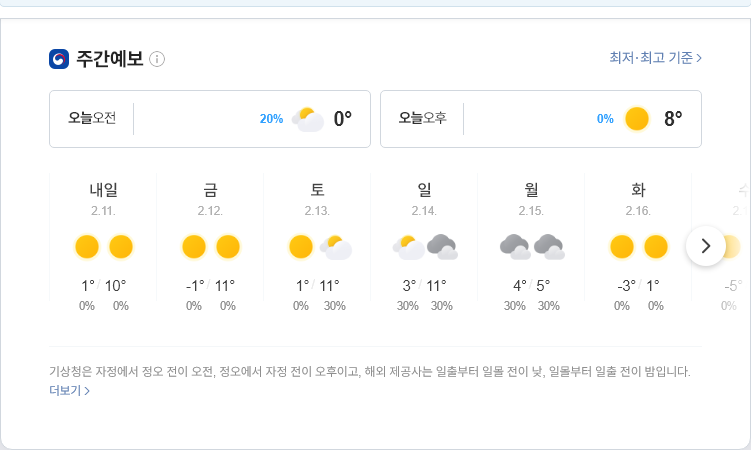 주간예보
최저·최고 기준
오늘오전 20% 0°
오늘오후 0% 8°
내일 금 토 일 월 화
2.11. 2.12. 2.13. 2.14. 2.15. 2.16.
1° / 10° -1° / 11° 1° / 11° 3° / 11° 4° / 5° -3° / 1° -5°
0% 0% 0% 0% 0% 30% 30% 30% 30% 30% 0% 0% 0%
기상청은 자정에서 정오 전이 오전, 정오에서 자정 전이 오후이고, 해외 제공사는 일출부터 일몰 전이 낮, 일몰부터 일출 전이 밤입니다.
더보기